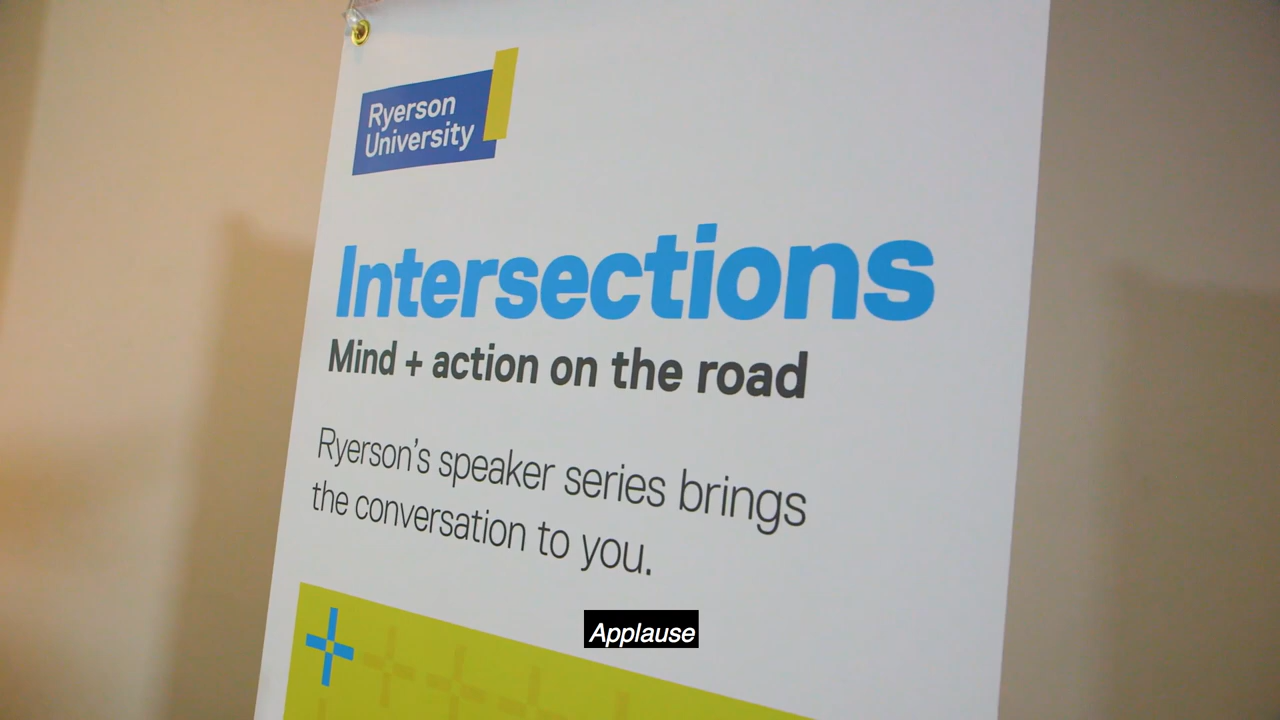 Ryerson
University
Intersections
Mind + action on the road
Ryerson's speaker series brings
the conversation to you.
Applause